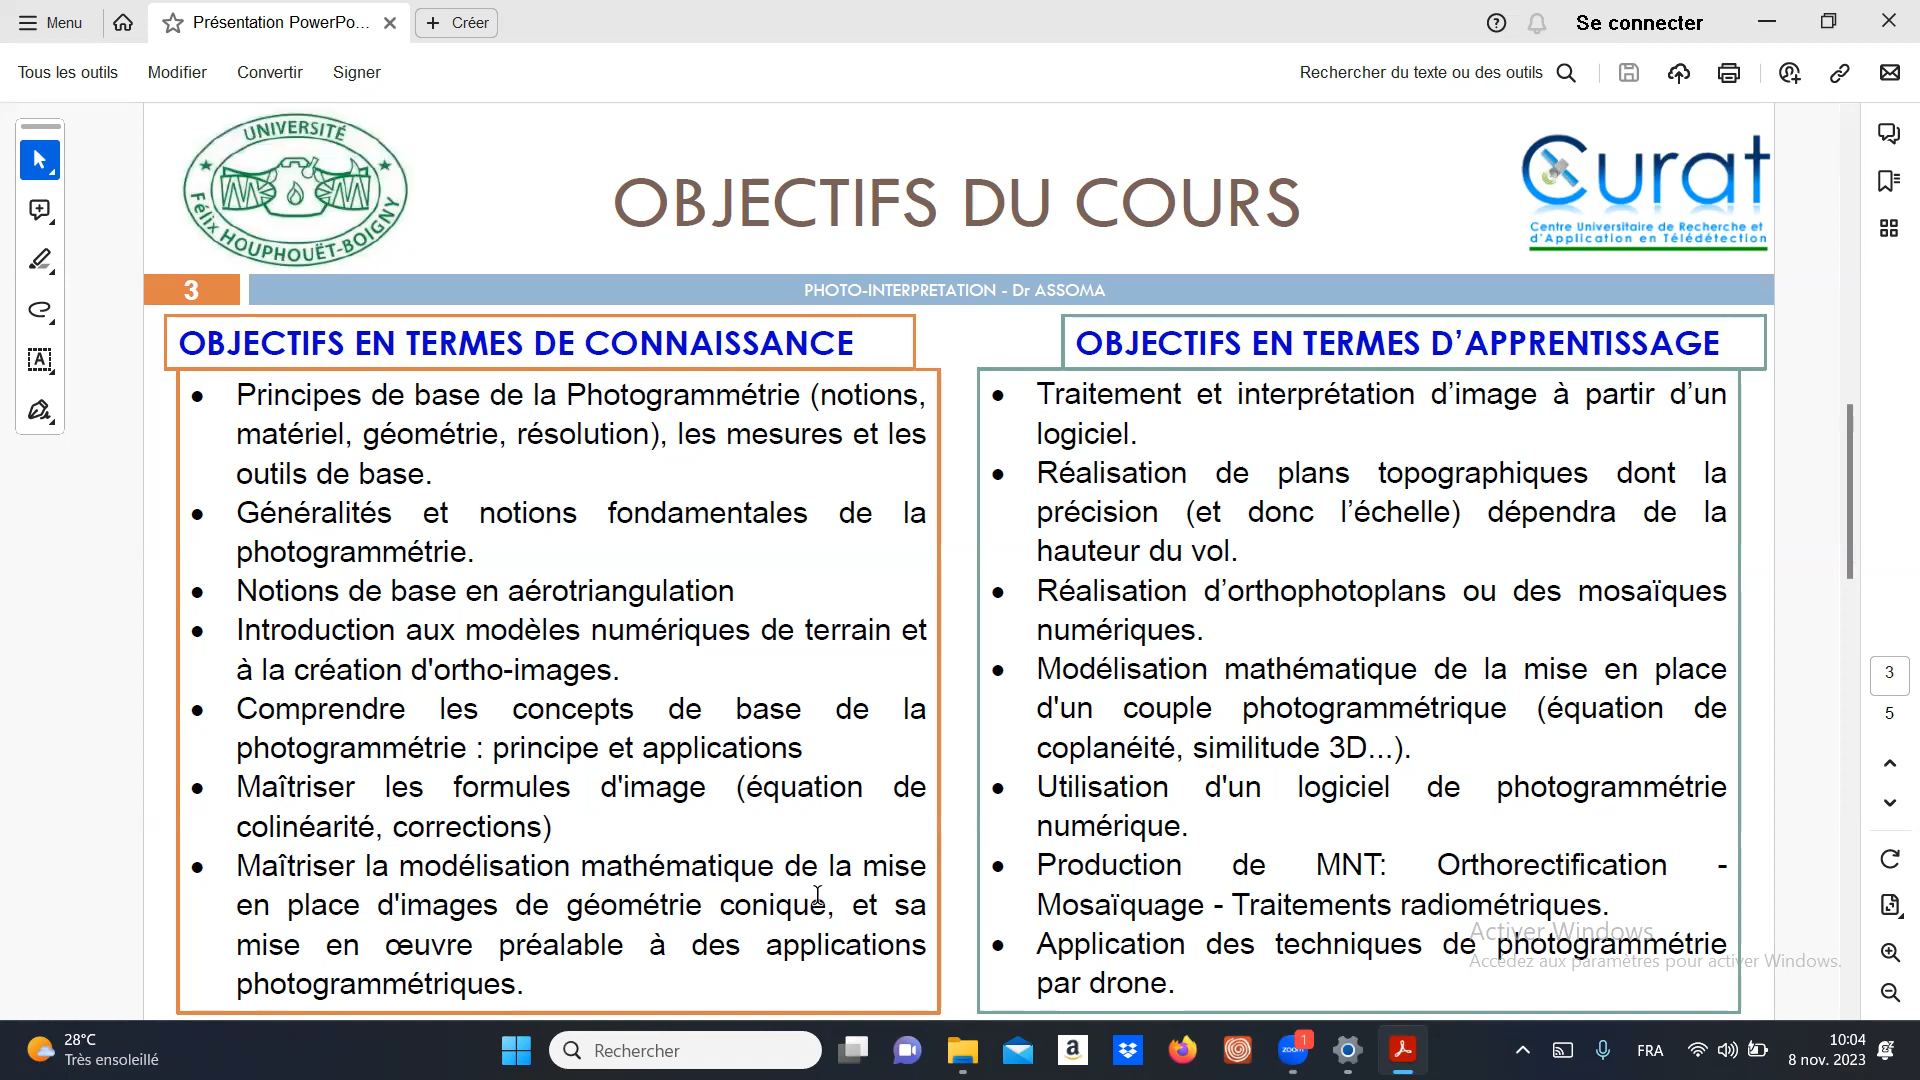 Menu
Présentation PowerPo...
Créer
Se connecter
Tous les outils
Modifier
Convertir
Signer
Rechercher du texte ou des outils
UNIVERSITÉ
Félix HOUPHOUËT-BOIGNY
OBJECTIFS DU COURS
Curat
Centre Universitaire de Recherche et
d'Application en Télédétection
3
PHOTO-INTERPRETATION - Dr ASSOMA
OBJECTIFS EN TERMES DE CONNAISSANCE
• Principes de base de la Photogrammétrie (notions,
matériel, géométrie, résolution), les mesures et les
outils de base.
• Généralités et notions fondamentales de la
photogrammétrie.
• Notions de base en aérotriangulation
• Introduction aux modèles numériques de terrain et
à la création d'ortho-images.
• Comprendre les concepts de base de la
photogrammétrie : principe et applications
• Maîtriser les formules d'image (équation de
colinéarité, corrections)
• Maîtriser la modélisation mathématique de la mise
en place d'images de géométrie conique, et sa
mise en œuvre préalable à des applications
photogrammétriques.
OBJECTIFS EN TERMES D'APPRENTISSAGE
• Traitement et interprétation d'image à partir d'un
logiciel.
• Réalisation de plans topographiques dont la
précision (et donc l'échelle) dépendra de la
hauteur du vol.
• Réalisation d'orthophotoplans ou des mosaïques
numériques.
• Modélisation mathématique de la mise en place
d'un couple photogrammétrique (équation de
coplanéité, similitude 3D...).
• Utilisation d'un logiciel de photogrammétrie
numérique.
• Production de MNT: Orthorectification -
Mosaïquage - Traitements radiométriques.
• Application des techniques de photogrammétrie
par drone.
Activer Windows
Accédez aux paramètres pour activer Windows.
3
5
28°C
Très ensoleillé
Rechercher
a
zoom
1
FRA
10:04
8 nov. 2023